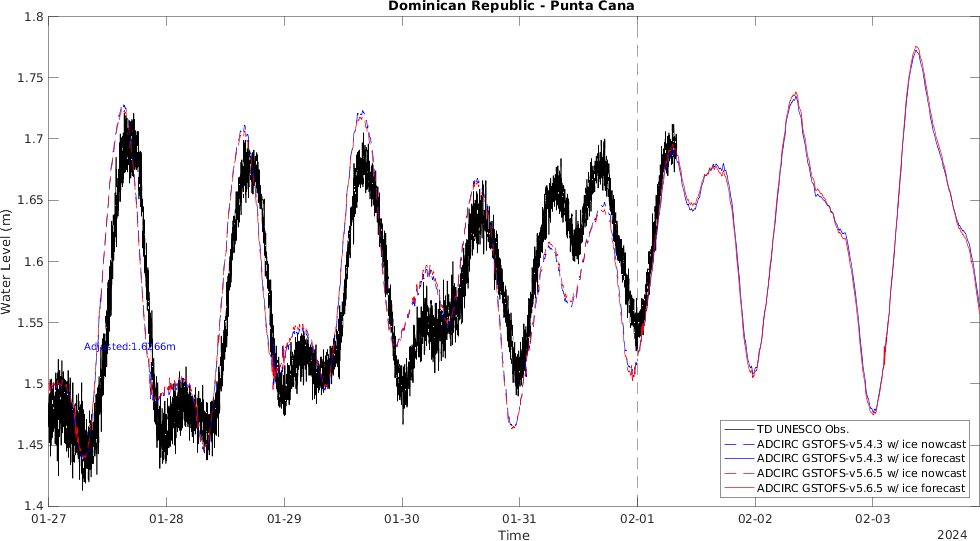 Dominican Republic - Punta Cana
1.8
1.75
1.7
1.65
1.6
1.55
1.5
1.45
1.4
Water Level (m)
TD UNESCO Obs.
ADCIRC GSTOFS-v5.4.3 w/ ice nowcast
ADCIRC GSTOFS-v5.4.3 w/ ice forecast
ADCIRC GSTOFS-v5.6.5 w/ ice nowcast
ADCIRC GSTOFS-v5.6.5 w/ ice forecast
01-27 01-28 01-29 01-30 01-31 02-01 02-02 02-03
Time
2024